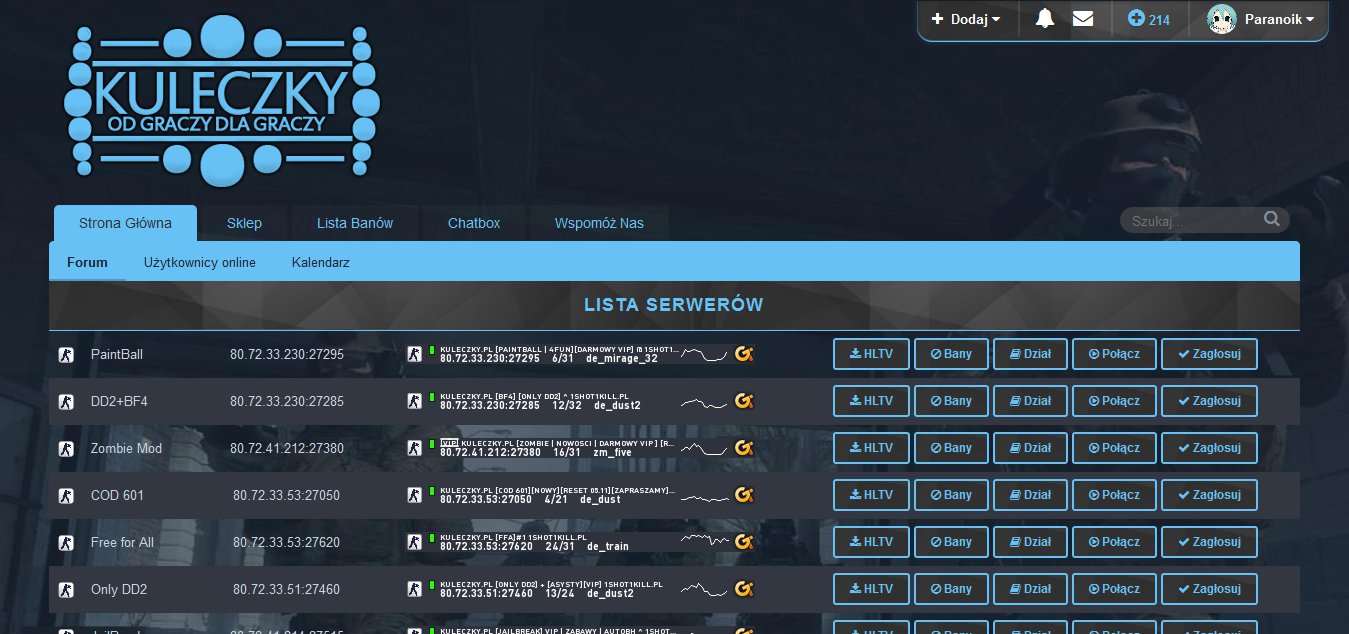 + Dodaj
214
Paranoik
KULECZKY
OD GRACZY DLA GRACZY
Strona Główna
Sklep
Lista Banów
Chatbox
Wspomóż Nas
Szukaj...
Forum
Użytkownicy online
Kalendarz
LISTA SERWERÓW
PaintBall 80.72.33.230:27295 KULECZKY.PL [PAINTBALL | 4FUN][DARMOWY VIP] @ 1SHOT1...
80.72.33.230:27295 6/31 de_mirage_32
HLTV Bany Dział Połącz Zagłosuj
DD2+BF4 80.72.33.230:27285 KULECZKY.PL [BF4] [ONLY DD2] ^ 1SHOT1KILL.PL
80.72.33.230:27285 12/32 de_dust2
HLTV Bany Dział Połącz Zagłosuj
Zombie Mod 80.72.41.212:27380 [VIP] KULECZKY.PL [ZOMBIE | NOWOSCI | DARMOWY VIP ] [R...
80.72.41.212:27380 16/31 zm_five
HLTV Bany Dział Połącz Zagłosuj
COD 601 80.72.33.53:27050 KULECZKY.PL [COD 601][NOWY][RESET 05.11][ZAPRASZAMY]...
80.72.33.53:27050 4/21 de_dust
HLTV Bany Dział Połącz Zagłosuj
Free for All 80.72.33.53:27620 KULECZKY.PL [FFA]#1 1SHOT1KILL.PL
80.72.33.53:27620 24/31 de_train
HLTV Bany Dział Połącz Zagłosuj
Only DD2 80.72.33.51:27460 KULECZKY.PL [ONLY DD2] + [ASYSTY][VIP] 1SHOT1KILL.PL
80.72.33.51:27460 13/24 de_dust2
HLTV Bany Dział Połącz Zagłosuj
KULECZKY.PL [JAILBREAK] VIP | ZABAWY | AUTOBH ^ 1SHOT...
HLTV Bany Dział Połącz Zagłosuj